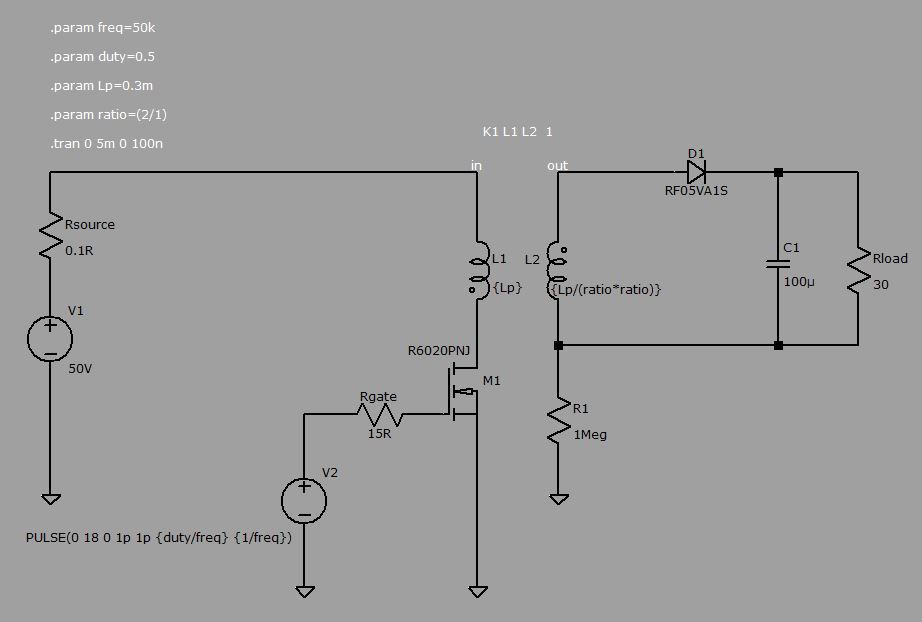 .param freq=50k
.param duty=0.5
.param Lp=0.3m
.param ratio=(2/1)
.tran 0 5m 0 100n
K1 L1 L2 1
in
out
D1
RF05VA1S
Rsource
0.1R
L1
{Lp}
L2
{Lp/(ratio*ratio)}
C1
100µ
Rload
30
V1
50V
R6020PNJ
M1
Rgate
15R
R1
1Meg
V2
PULSE(0 18 0 1p 1p {duty/freq} {1/freq})